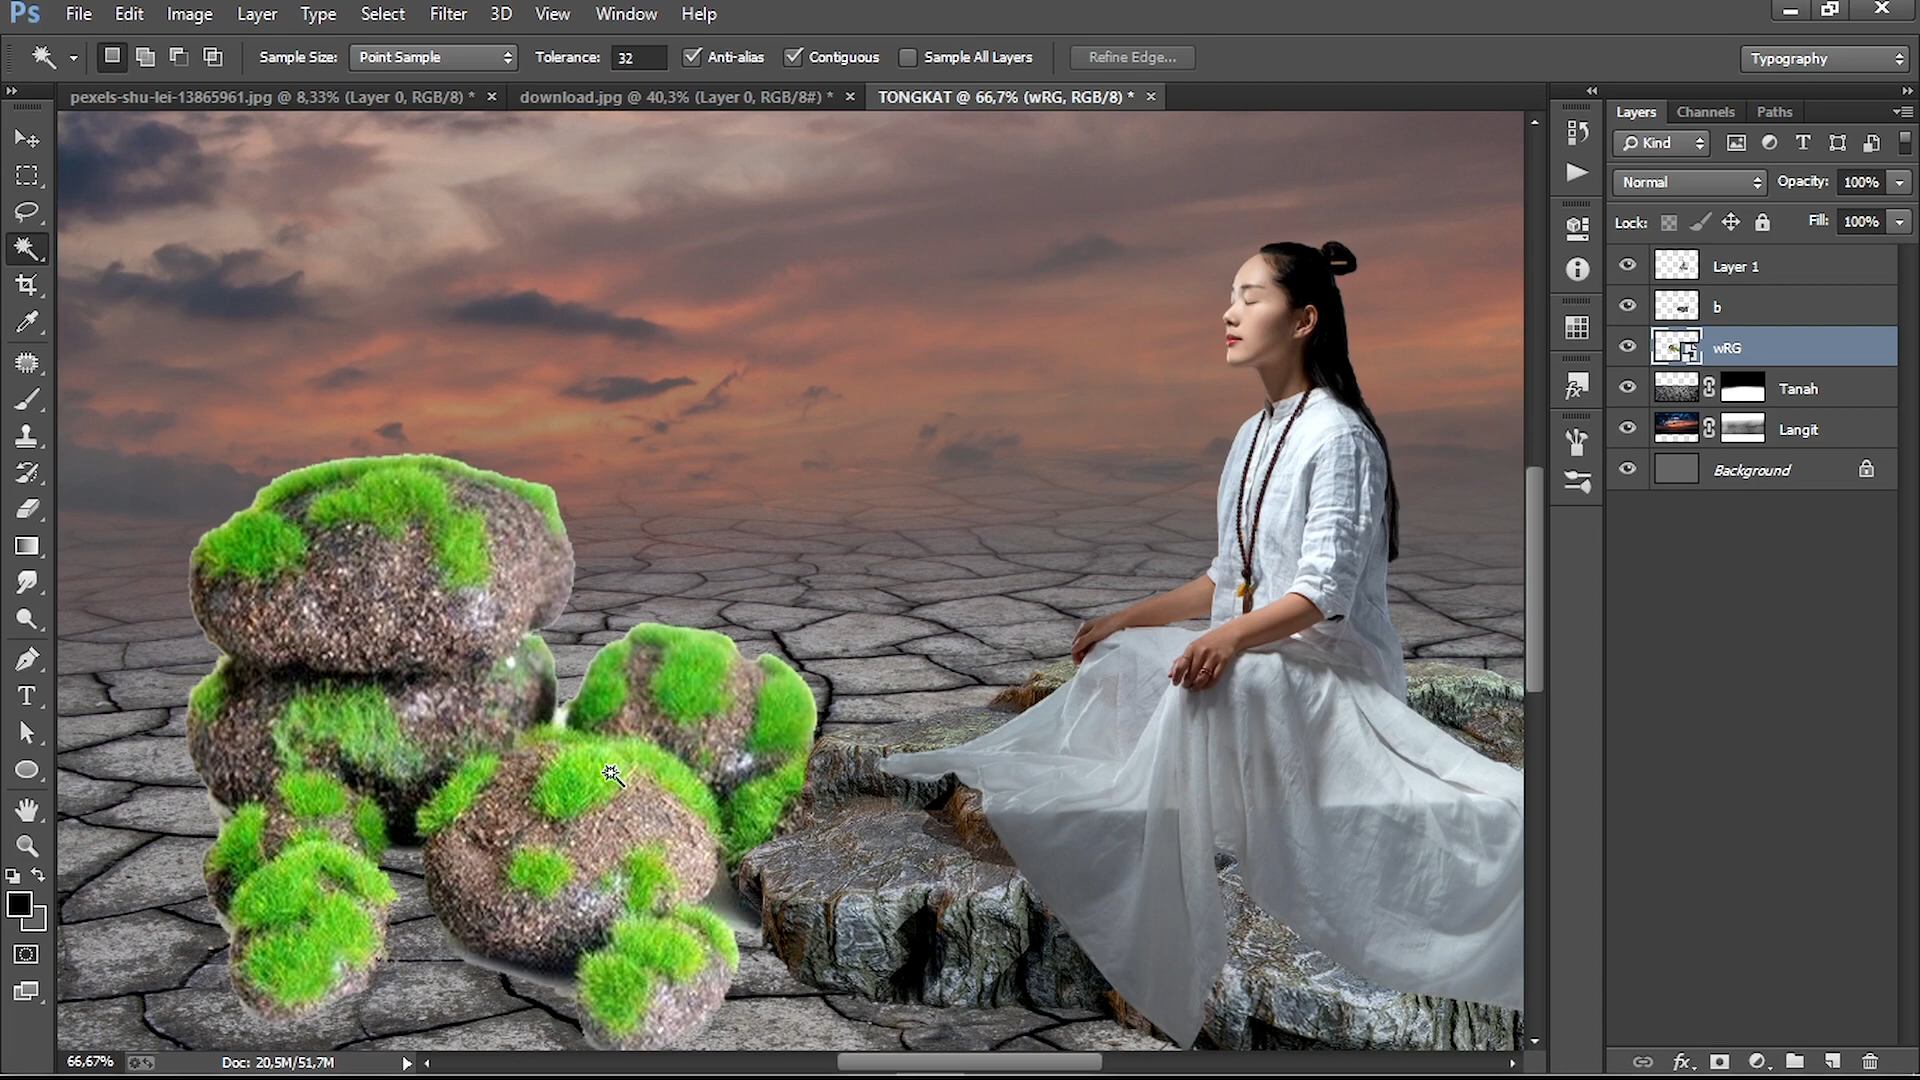 Ps File Edit Image Layer Type Select Filter 3D View Window Help
Sample Size: Point Sample Tolerance: 32 Anti-alias Contiguous Sample All Layers Refine Edge... Typography
pexels-shu-lei-13865961.jpg @ 8,33% (Layer 0, RGB/8) * × download.jpg @ 40,3% (Layer 0, RGB/8#) * × TONGKAT @ 66,7% (wRG, RGB/8) * ×
Layers Channels Paths
Kind
Normal Opacity: 100%
Lock: Fill: 100%
Layer 1
b
wRG
Tanah
Langit
Background
66,67% Doc: 20,5M/51,7M